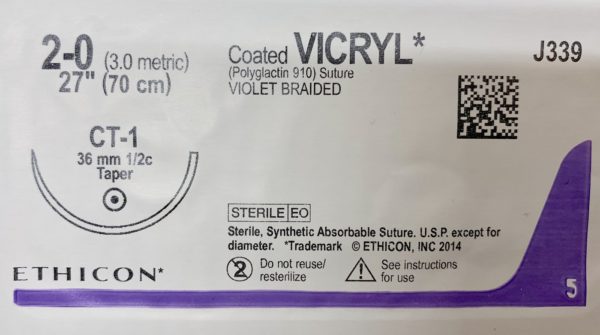 2-0 (3.0 metric)
27" (70 cm)
CT-1
36 mm 1/2c
Taper
Coated VICRYL*
(Polyglactin 910) Suture
VIOLET BRAIDED
J339
STERILE EO
Sterile, Synthetic Absorbable Suture. U.S.P. except for
diameter. *Trademark © ETHICON, INC 2014
2 Do not reuse/
resterilize
! See instructions
for use
ETHICON*
5